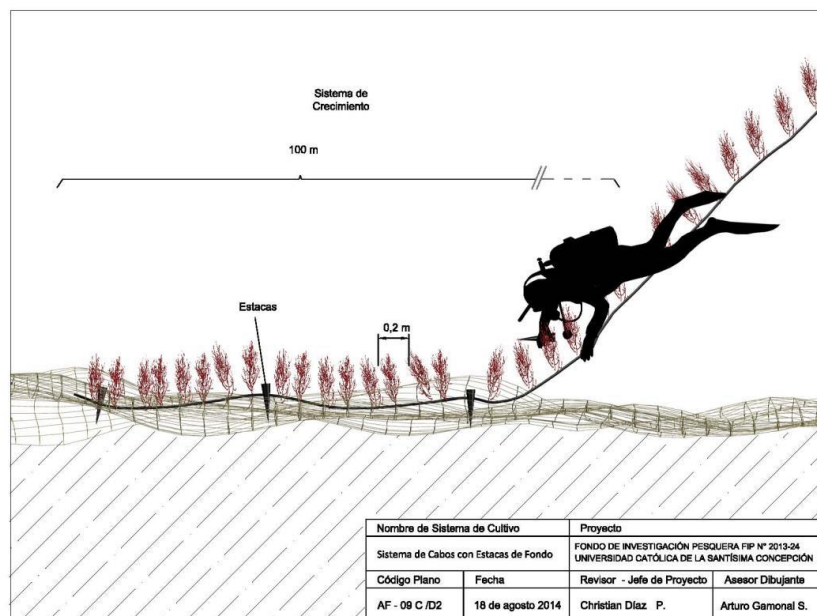 Sistema de
Crecimiento
100 m
Estacas
0,2 m
Nombre de Sistema de Cultivo
Proyecto
Sistema de Cabos con Estacas de Fondo
FONDO DE INVESTIGACIÓN PESQUERA FIP N° 2013-24
UNIVERSIDAD CATÓLICA DE LA SANTÍSIMA CONCEPCIÓN
Código Plano
Fecha
Revisor - Jefe de Proyecto
Asesor Dibujante
AF - 09 C /D2
18 de agosto 2014
Christian Díaz P.
Arturo Gamonal S.